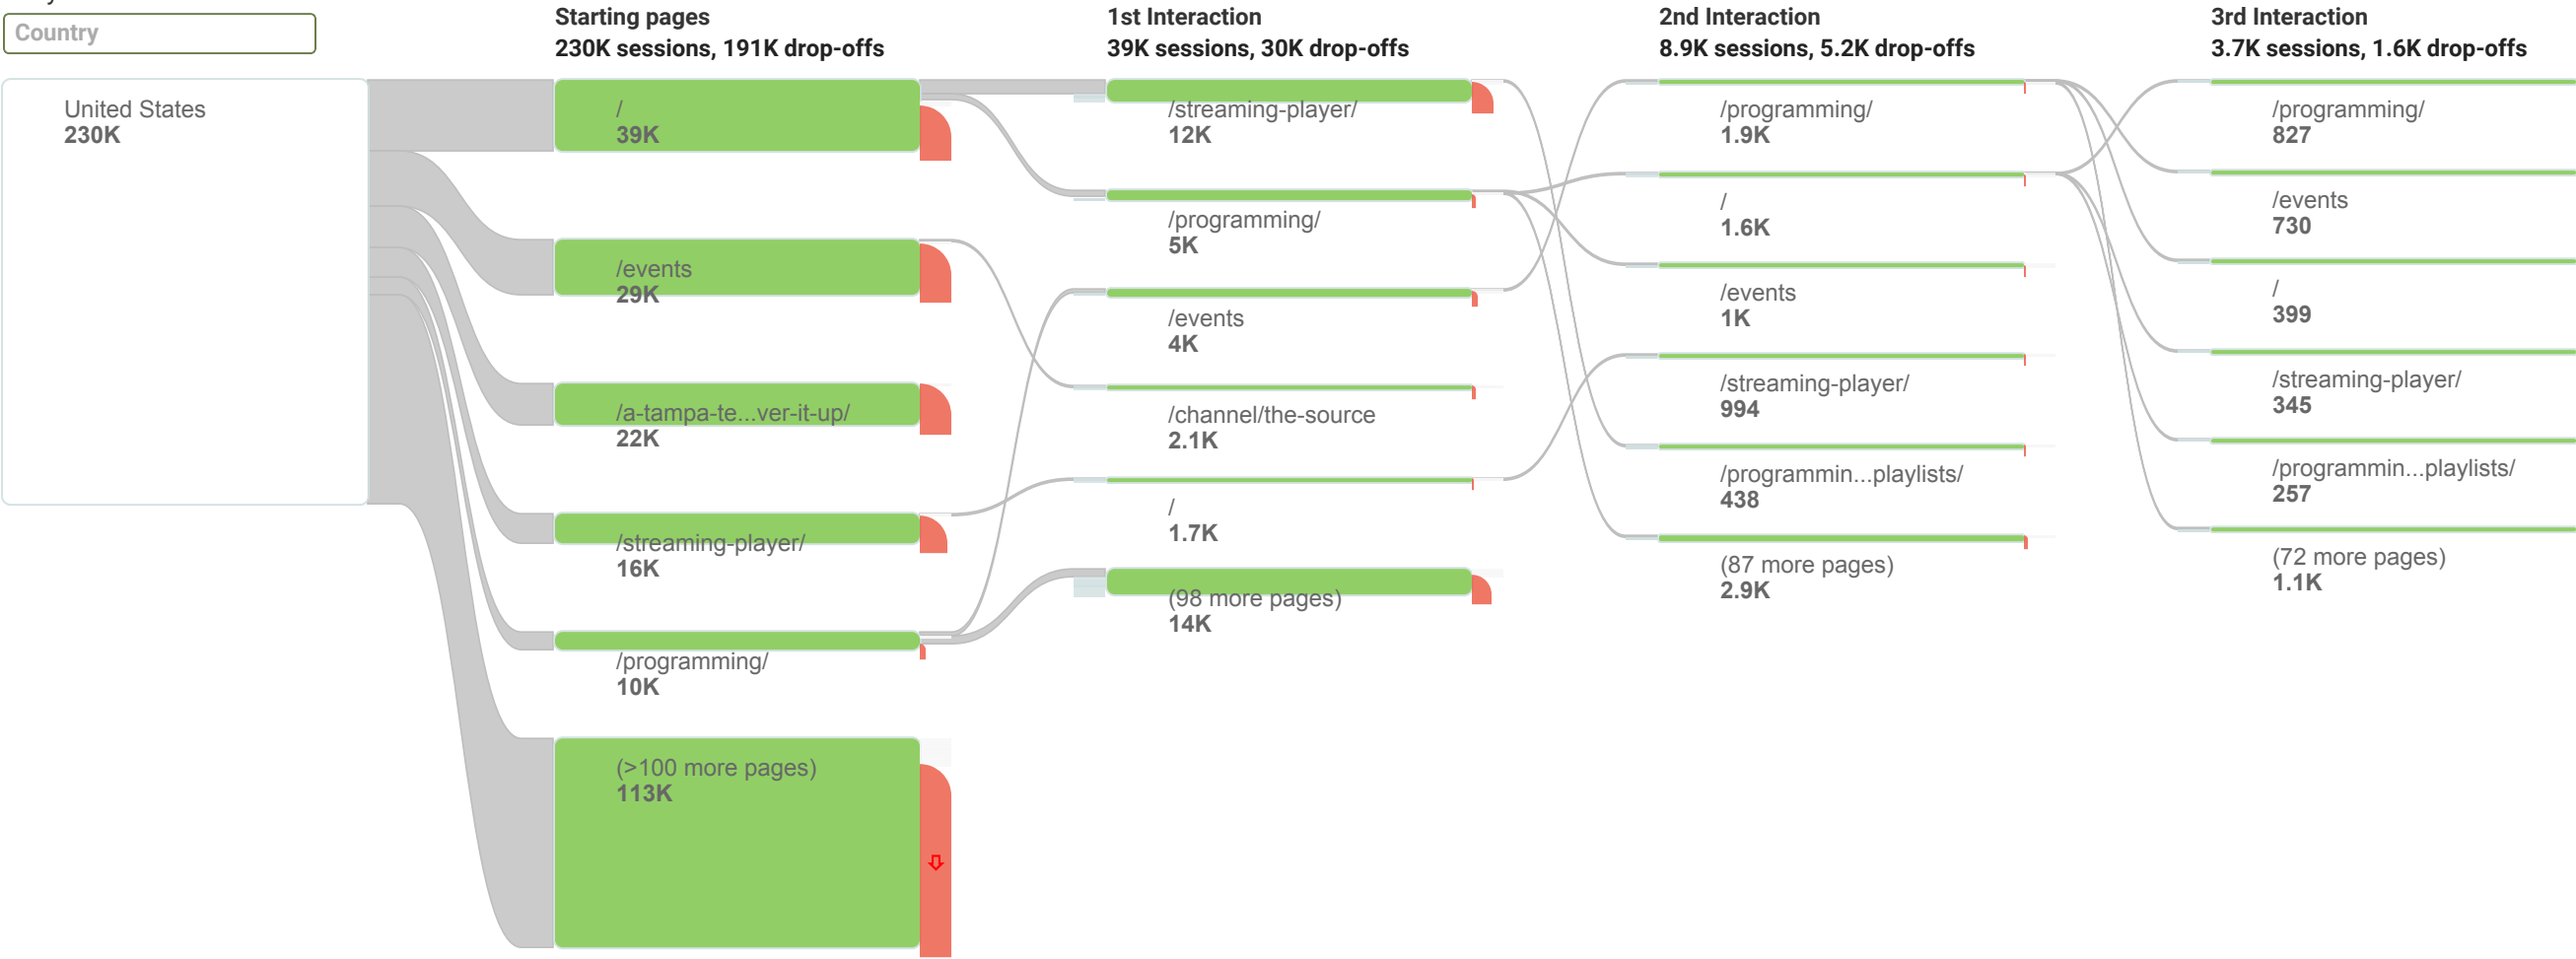 Country
United States
230K
Starting pages
230K sessions, 191K drop-offs
/
39K
/events
29K
/a-tampa-te...ver-it-up/
22K
/streaming-player/
16K
/programming/
10K
(>100 more pages)
113K
1st Interaction
39K sessions, 30K drop-offs
/streaming-player/
12K
/programming/
5K
/events
4K
/channel/the-source
2.1K
/
1.7K
(98 more pages)
14K
2nd Interaction
8.9K sessions, 5.2K drop-offs
/programming/
1.9K
/
1.6K
/events
1K
/streaming-player/
994
/programmin...playlists/
438
(87 more pages)
2.9K
3rd Interaction
3.7K sessions, 1.6K drop-offs
/programming/
827
/events
730
/
399
/streaming-player/
345
/programmin...playlists/
257
(72 more pages)
1.1K